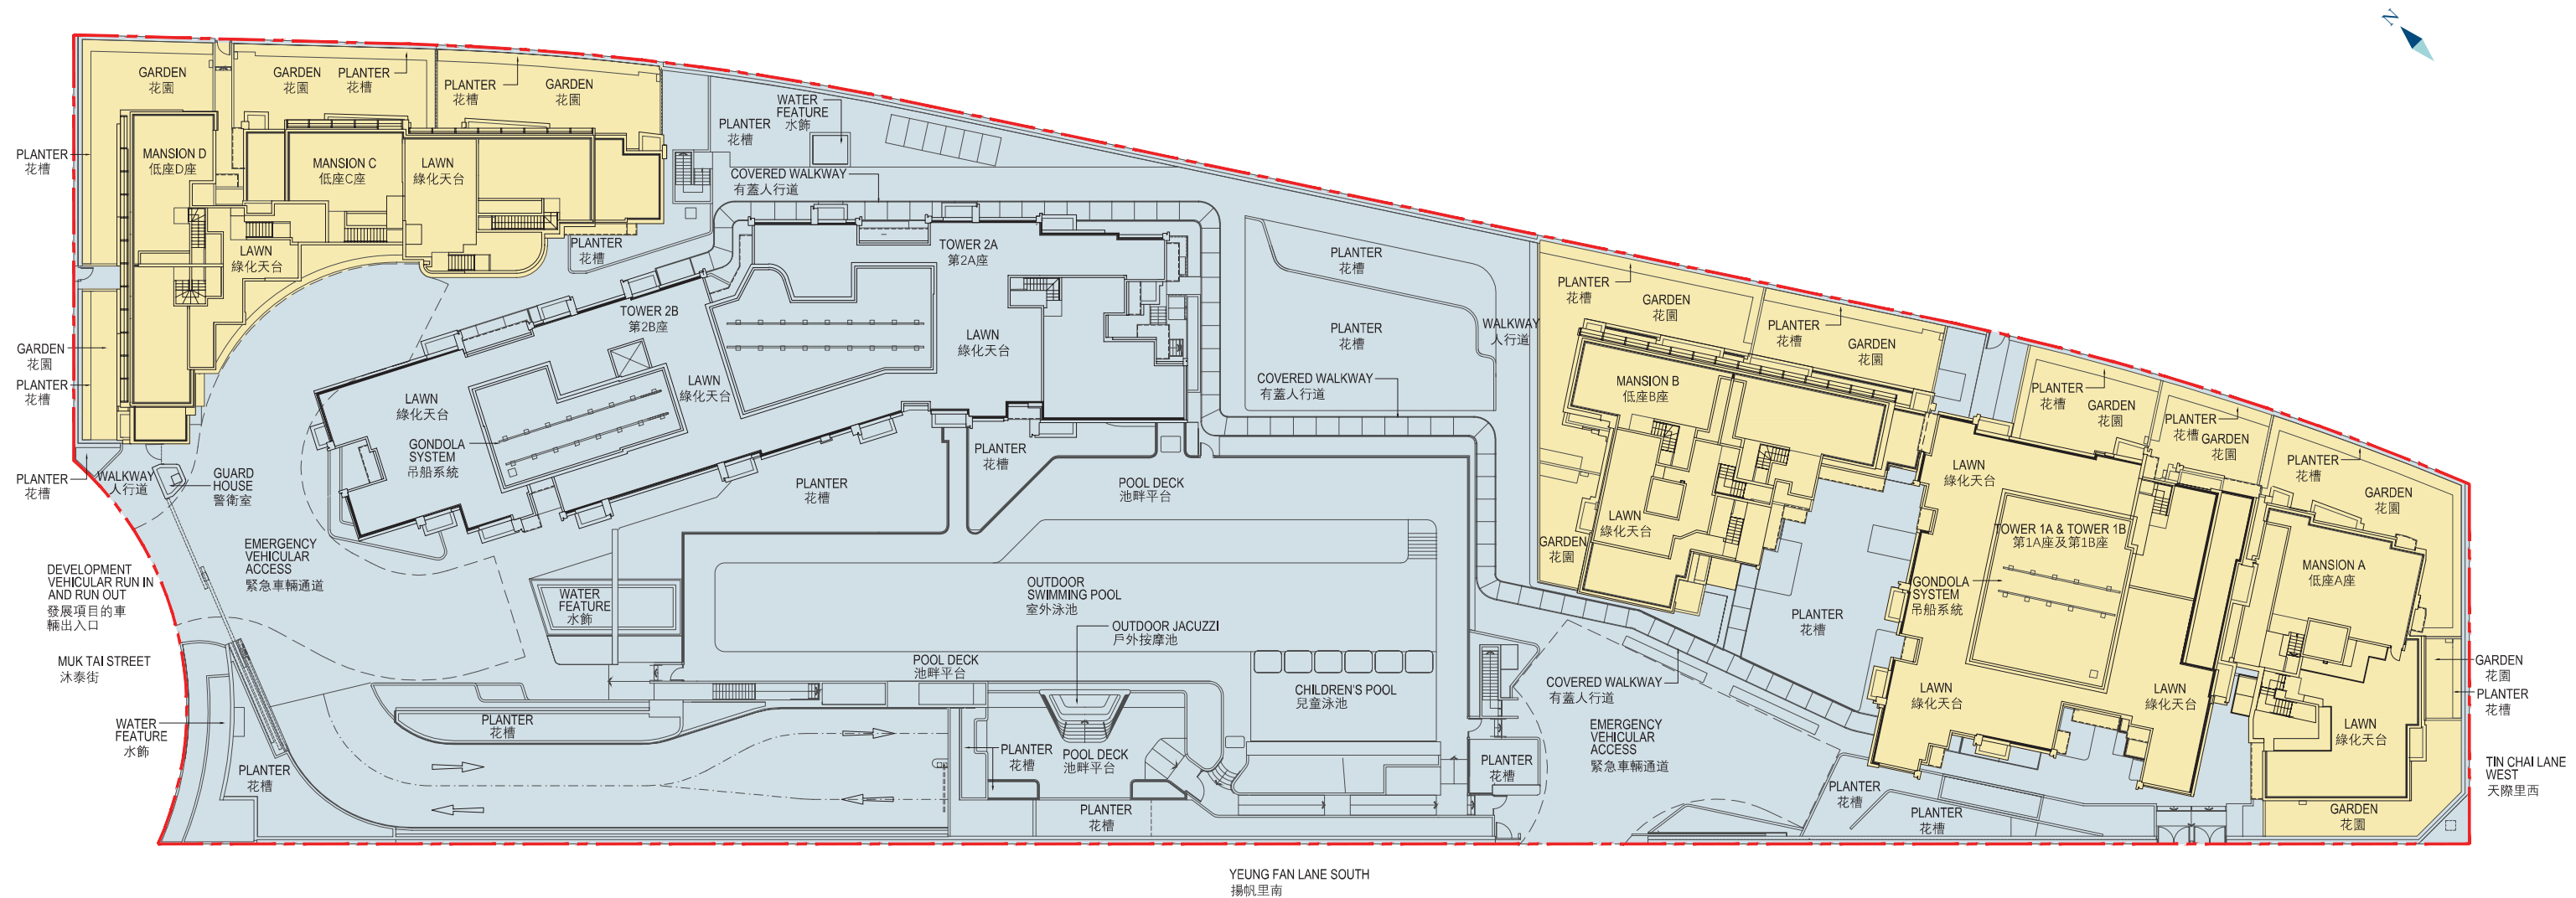 N
GARDEN
花園
GARDEN
花園
PLANTER
花槽
PLANTER
花槽
GARDEN
花園
WATER
FEATURE
水飾
PLANTER
花槽
PLANTER
花槽
MANSION D
低座D座
MANSION C
低座C座
LAWN
綠化天台
COVERED WALKWAY
有蓋人行道
LAWN
綠化天台
PLANTER
花槽
TOWER 2A
第2A座
PLANTER
花槽
PLANTER
花槽
GARDEN
花園
TOWER 2B
第2B座
LAWN
綠化天台
PLANTER
花槽
WALKWAY
人行道
PLANTER
花槽
GARDEN
花園
GARDEN
花園
PLANTER
花槽
LAWN
綠化天台
LAWN
綠化天台
COVERED WALKWAY
有蓋人行道
MANSION B
低座B座
PLANTER
花槽
GARDEN
花園
PLANTER
花槽
GARDEN
花園
PLANTER
花槽
WALKWAY
人行道
GUARD
HOUSE
警衛室
GONDOLA
SYSTEM
吊船系統
PLANTER
花槽
PLANTER
花槽
POOL DECK
池畔平台
LAWN
綠化天台
PLANTER
花槽
GARDEN
花園
LAWN
綠化天台
GARDEN
花園
TOWER 1A & TOWER 1B
第1A座及第1B座
EMERGENCY
VEHICULAR
ACCESS
緊急車輛通道
DEVELOPMENT
VEHICULAR RUN IN
AND RUN OUT
發展項目的車
輛出入口
WATER
FEATURE
水飾
OUTDOOR
SWIMMING POOL
室外泳池
GONDOLA
SYSTEM
吊船系統
MANSION A
低座A座
OUTDOOR JACUZZI
戶外按摩池
PLANTER
花槽
MUK TAI STREET
沐泰街
POOL DECK
池畔平台
COVERED WALKWAY
有蓋人行道
GARDEN
花園
PLANTER
花槽
CHILDREN'S POOL
兒童泳池
LAWN
綠化天台
LAWN
綠化天台
WATER
FEATURE
水飾
PLANTER
花槽
EMERGENCY
VEHICULAR
ACCESS
緊急車輛通道
LAWN
綠化天台
PLANTER
花槽
PLANTER
花槽
POOL DECK
池畔平台
PLANTER
花槽
TIN CHAI LANE
WEST
天際里西
PLANTER
花槽
PLANTER
花槽
PLANTER
花槽
GARDEN
花園
YEUNG FAN LANE SOUTH
揚帆里南